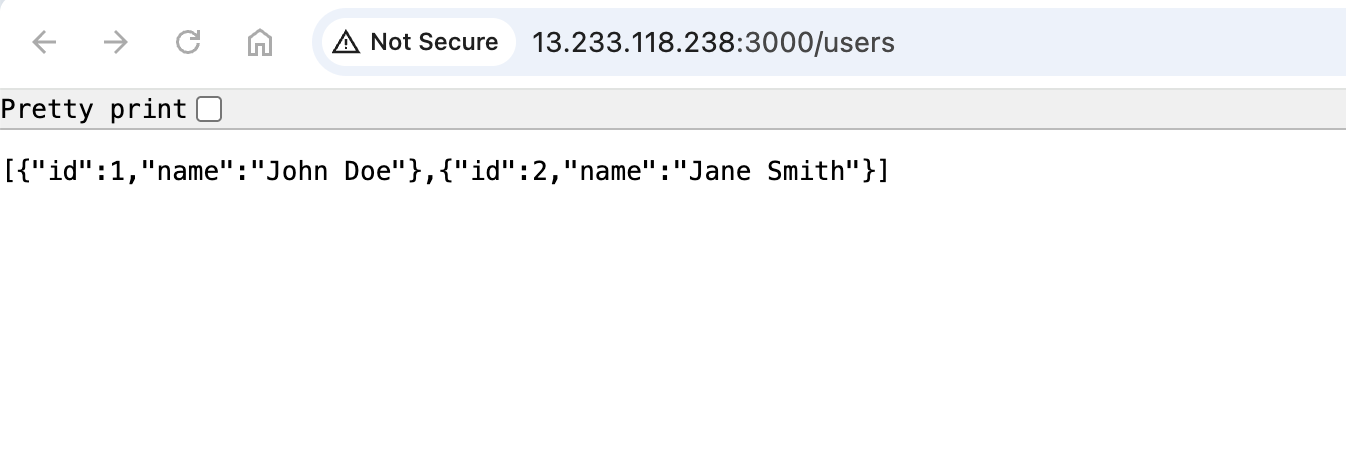 Not Secure 13.233.118.238:3000/users
Pretty print
[{"id":1,"name":"John Doe"},{"id":2,"name":"Jane Smith"}]